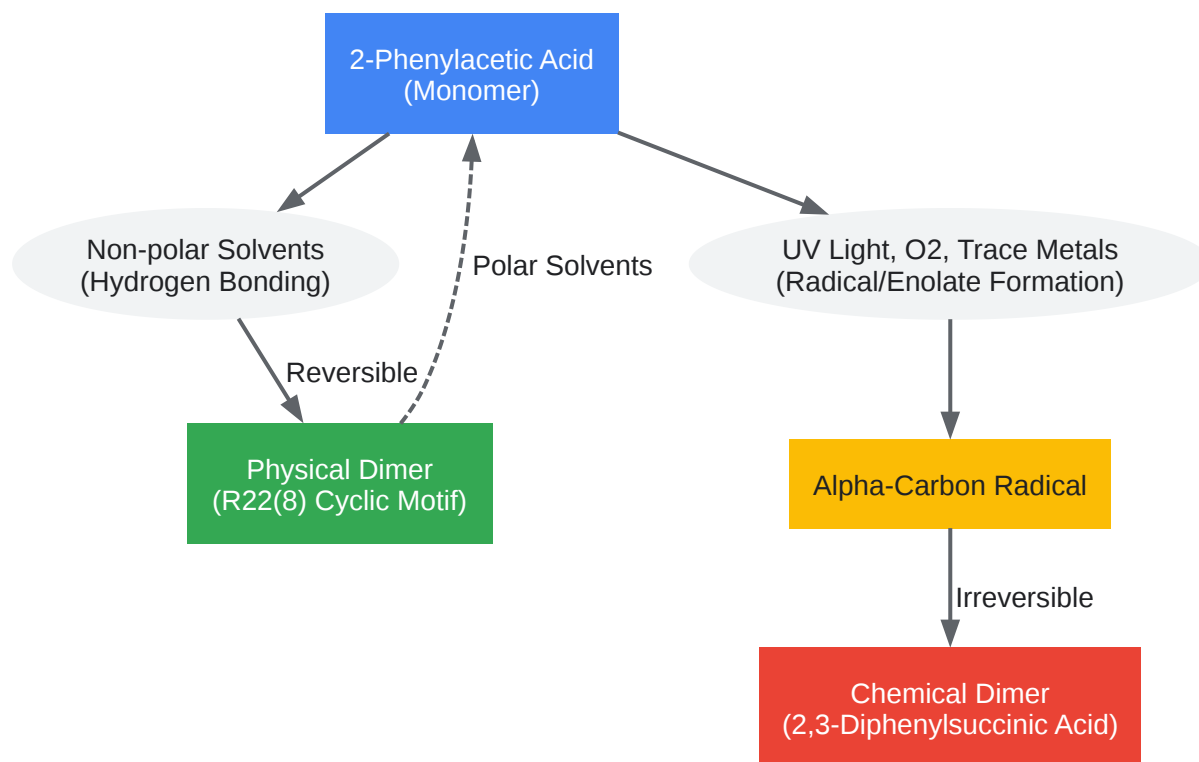 2-Phenylacetic Acid
(Monomer)
Non-polar Solvents
(Hydrogen Bonding)
Polar Solvents
UV Light, O2, Trace Metals
(Radical/Enolate Formation)
Reversible
Physical Dimer
(R22(8) Cyclic Motif)
Alpha-Carbon Radical
Irreversible
Chemical Dimer
(2,3-Diphenylsuccinic Acid)